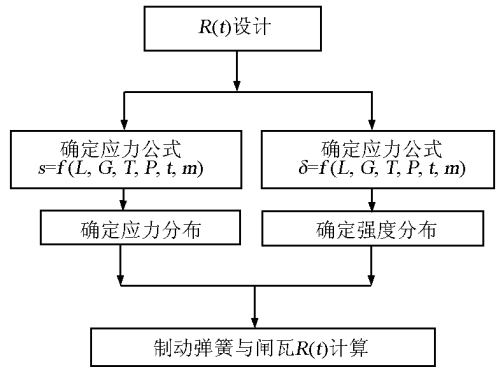 R(t)设计
确定应力公式
s=f (L, G, T, P, t, m)
确定应力公式
δ=f (L, G, T, P, t, m)
确定应力分布
确定强度分布
制动弹簧与闸瓦R(t)计算